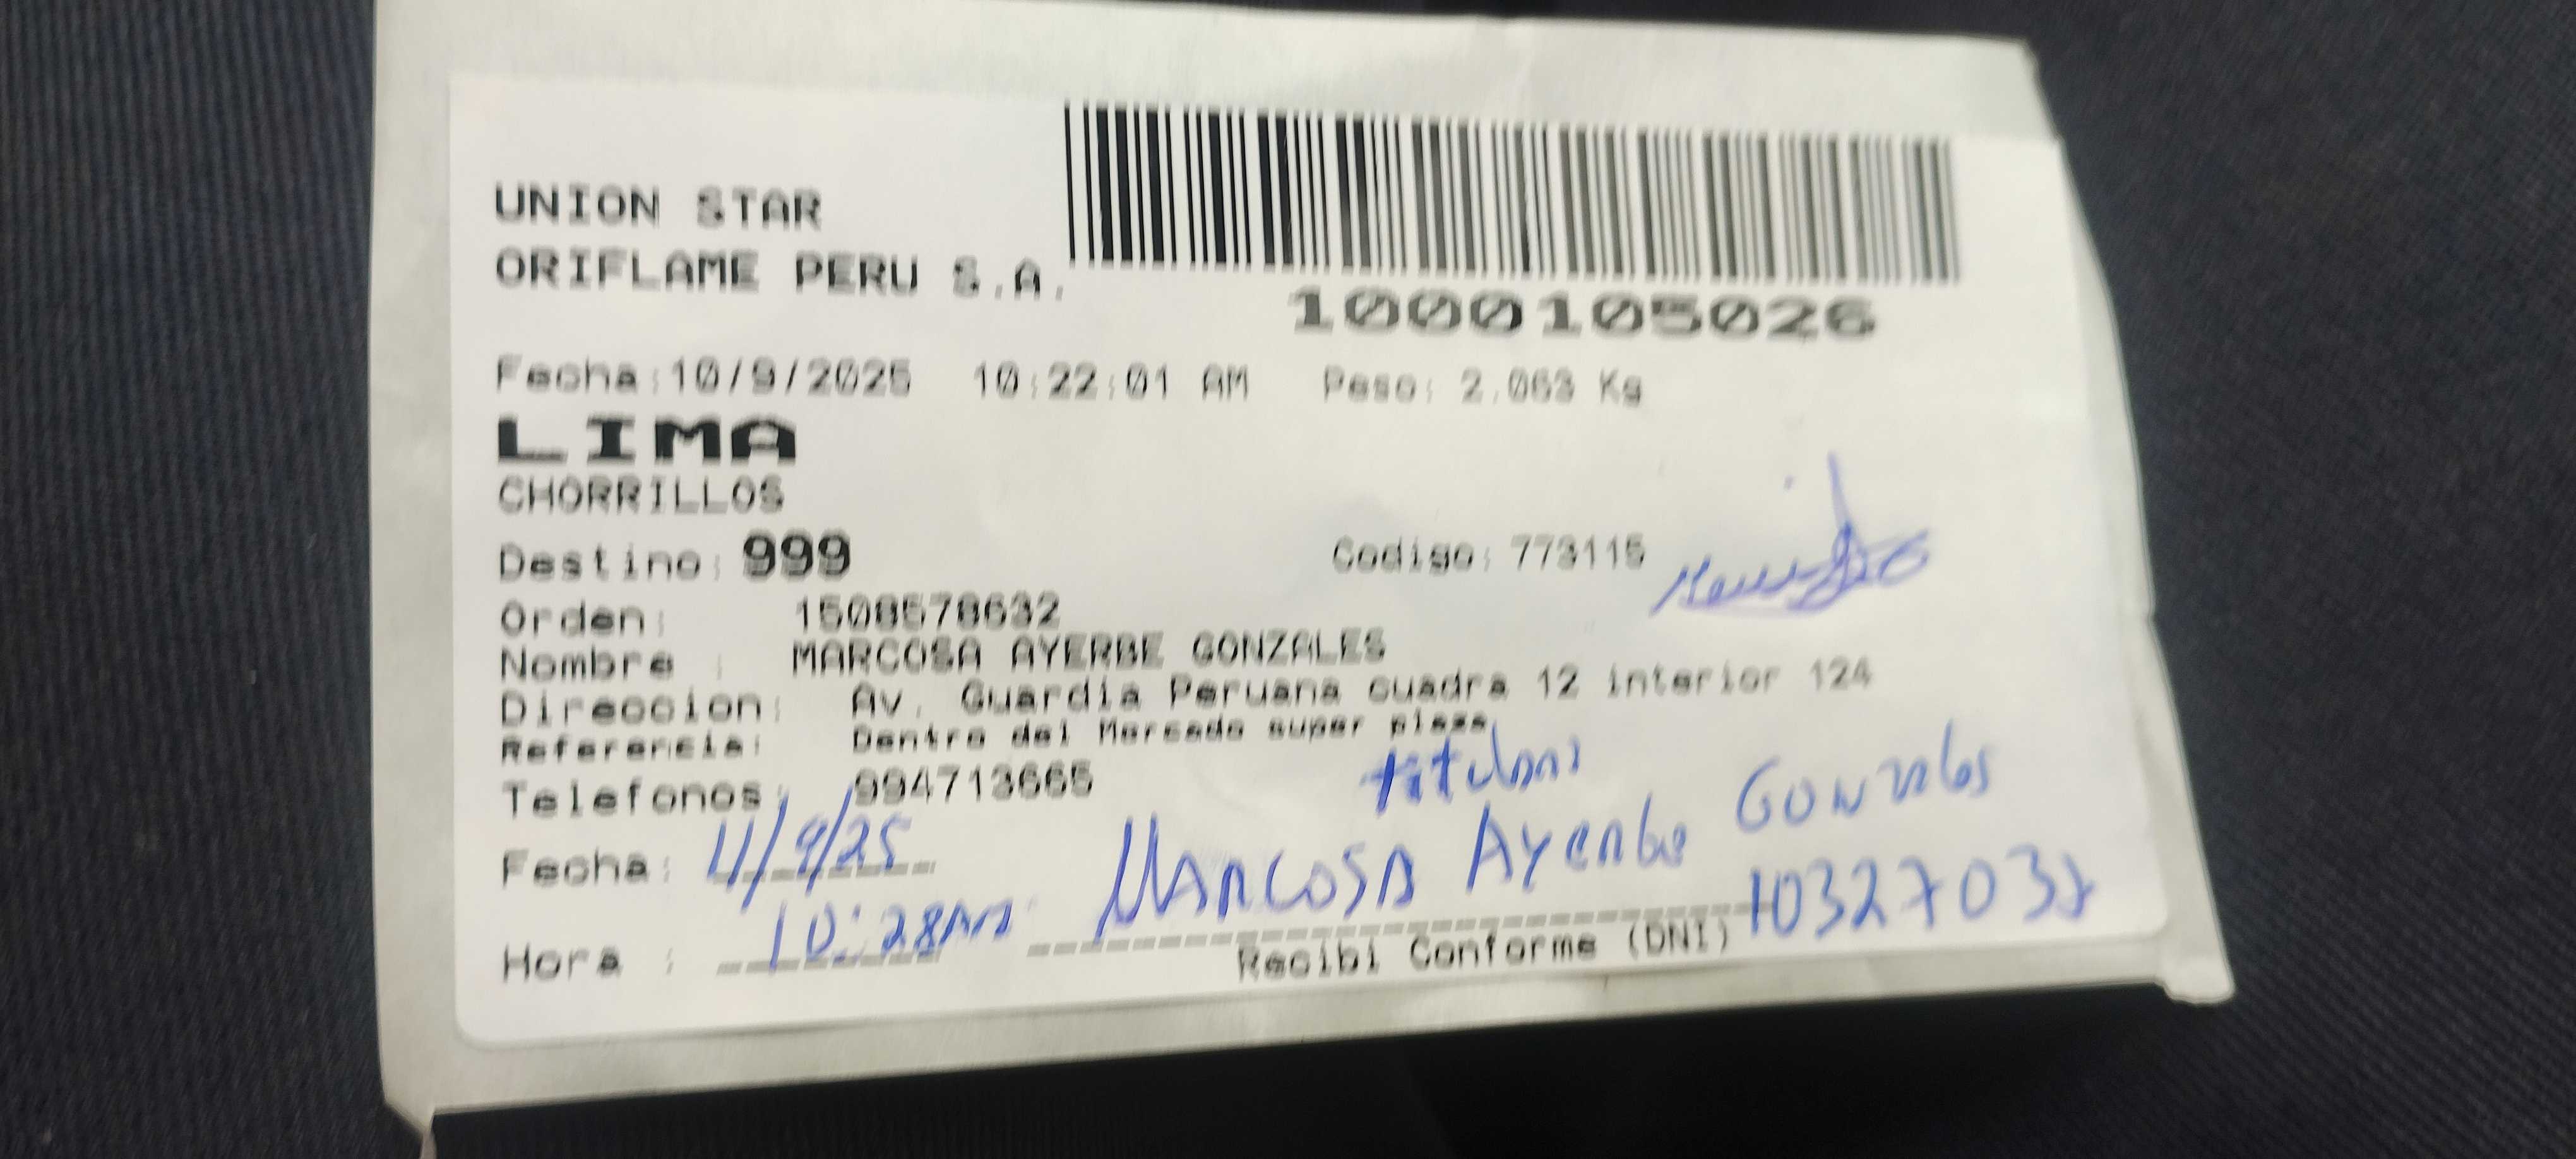 UNION STAR
ORIFLAME PERU S.A.
1000105026
Fecha:10/9/2025 10:22:01 AM Peso: 2.063 Kg
LIMA
CHORRILLOS
Destino: 999 Codigo: 773115
Orden: 1508578632
Nombre : MARCOSA AYERBE GONZALES
Direccion: Av. Guardia Peruana cuadra 12 interior 124
Referencia: Dentro del Mercado super plaza
Telefonos: 994713665
titular
Fecha: 11/9/25 MARCOSA Ayerbe Gonzales
Hora : 10:28AM 10327037
Recibi Conforme (DNI)